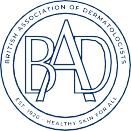 BRITISH ASSOCIATION OF DERMATOLOGISTS
BAD
EST 1920 · HEALTHY SKIN FOR ALL